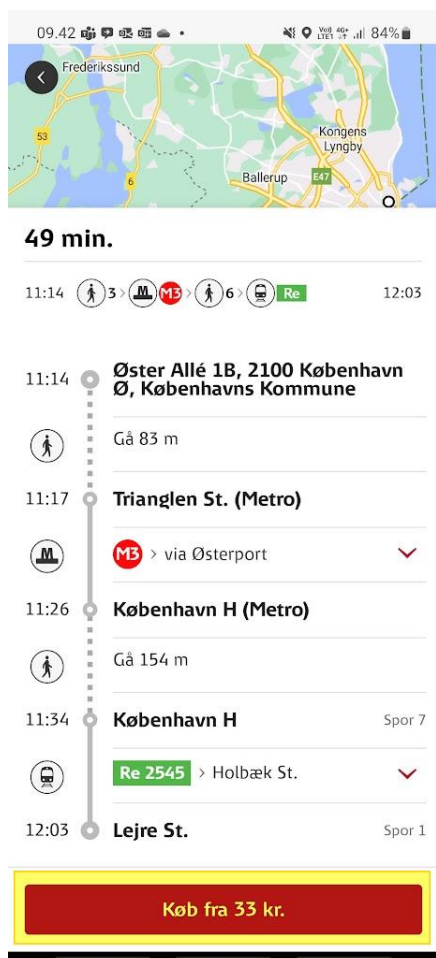 09.42
Voi) 4G+ LTE1 84%
Frederikssund
53
Kongens
Lyngby
6
Ballerup
E47
49 min.
11:14 3 > M M3 > 6 > Re 12:03
11:14 Øster Allé 1B, 2100 København
Ø, Københavns Kommune
Gå 83 m
11:17 Trianglen St. (Metro)
M M3 > via Østerport
11:26 København H (Metro)
Gå 154 m
11:34 København H Spor 7
Re 2545 > Holbæk St.
12:03 Lejre St. Spor 1
Køb fra 33 kr.